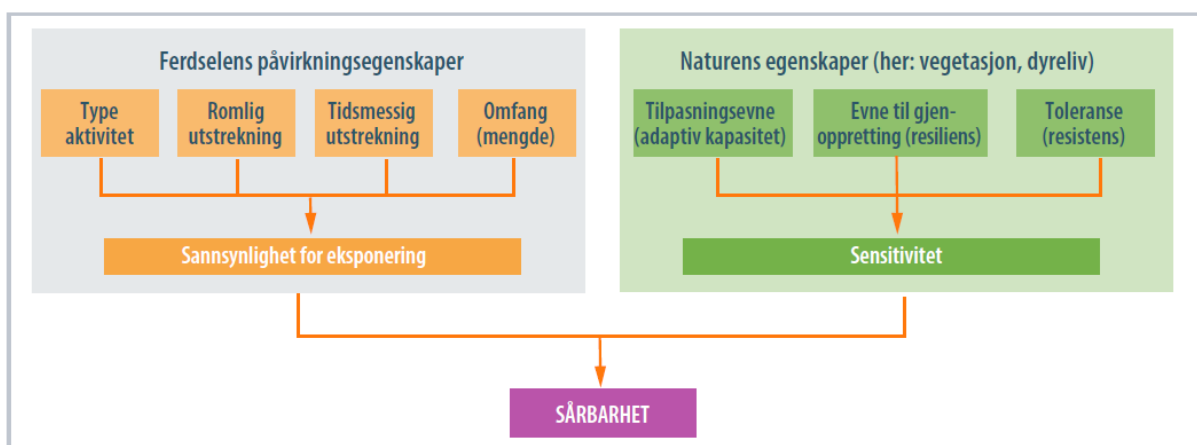 Ferdselens påvirkningsegenskaper
Type
aktivitet
Romlig
utstrekning
Tidsmessig
utstrekning
Omfang
(mengde)
Sannsynlighet for eksponering
Naturens egenskaper (her: vegetasjon, dyreliv)
Tilpasningsevne
(adaptiv kapasitet)
Evne til gjen-
oppretting (resiliens)
Toleranse
(resistens)
Sensitivitet
SÅRBARHET